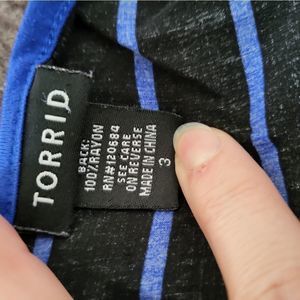 TORRID
BACK:
100% RAYON
RN#120684
SEE CARE
ON REVERSE
MADE IN CHINA
3